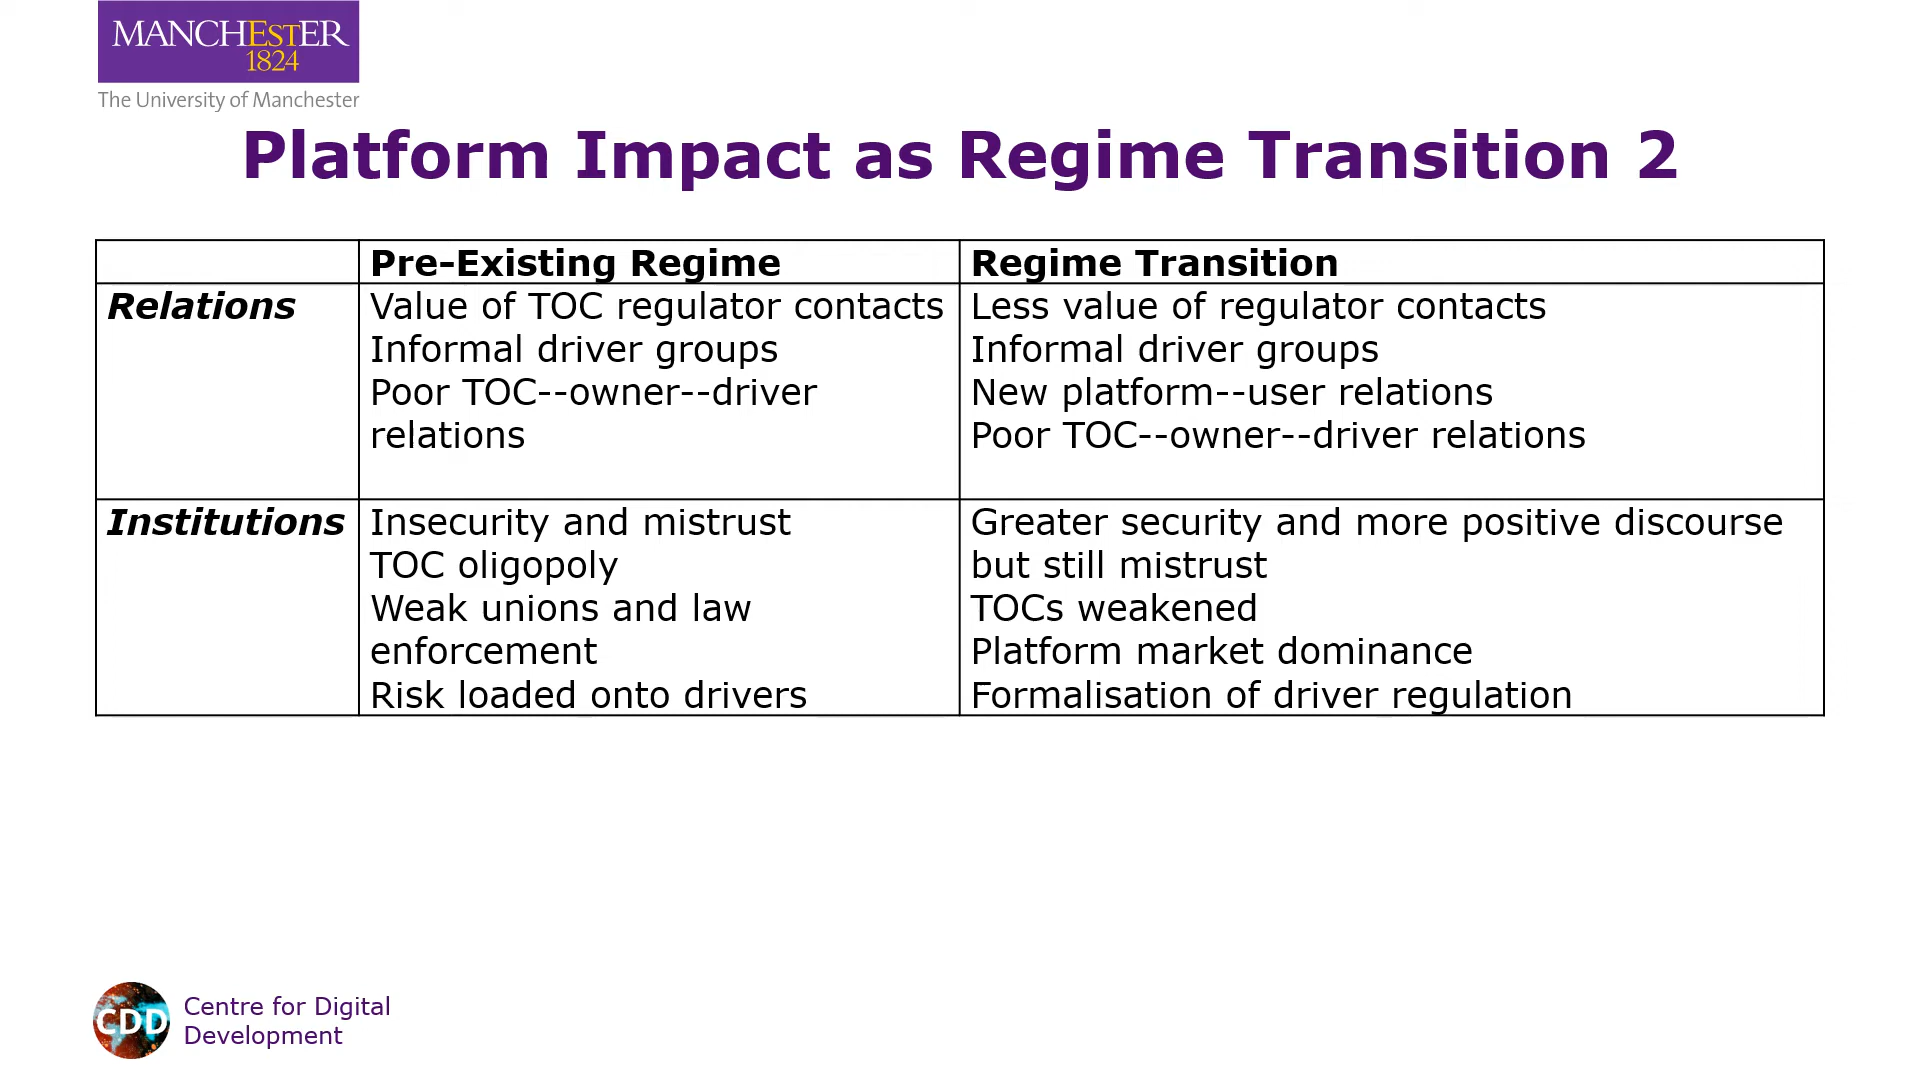 MANCHESTER
1824
The University of Manchester
Platform Impact as Regime Transition 2
Pre-Existing Regime
Regime Transition
Relations
Value of TOC regulator contacts
Informal driver groups
Poor TOC--owner--driver
relations
Less value of regulator contacts
Informal driver groups
New platform--user relations
Poor TOC--owner--driver relations
Institutions
Insecurity and mistrust
TOC oligopoly
Weak unions and law
enforcement
Risk loaded onto drivers
Greater security and more positive discourse
but still mistrust
TOCs weakened
Platform market dominance
Formalisation of driver regulation
CDD
Centre for Digital
Development